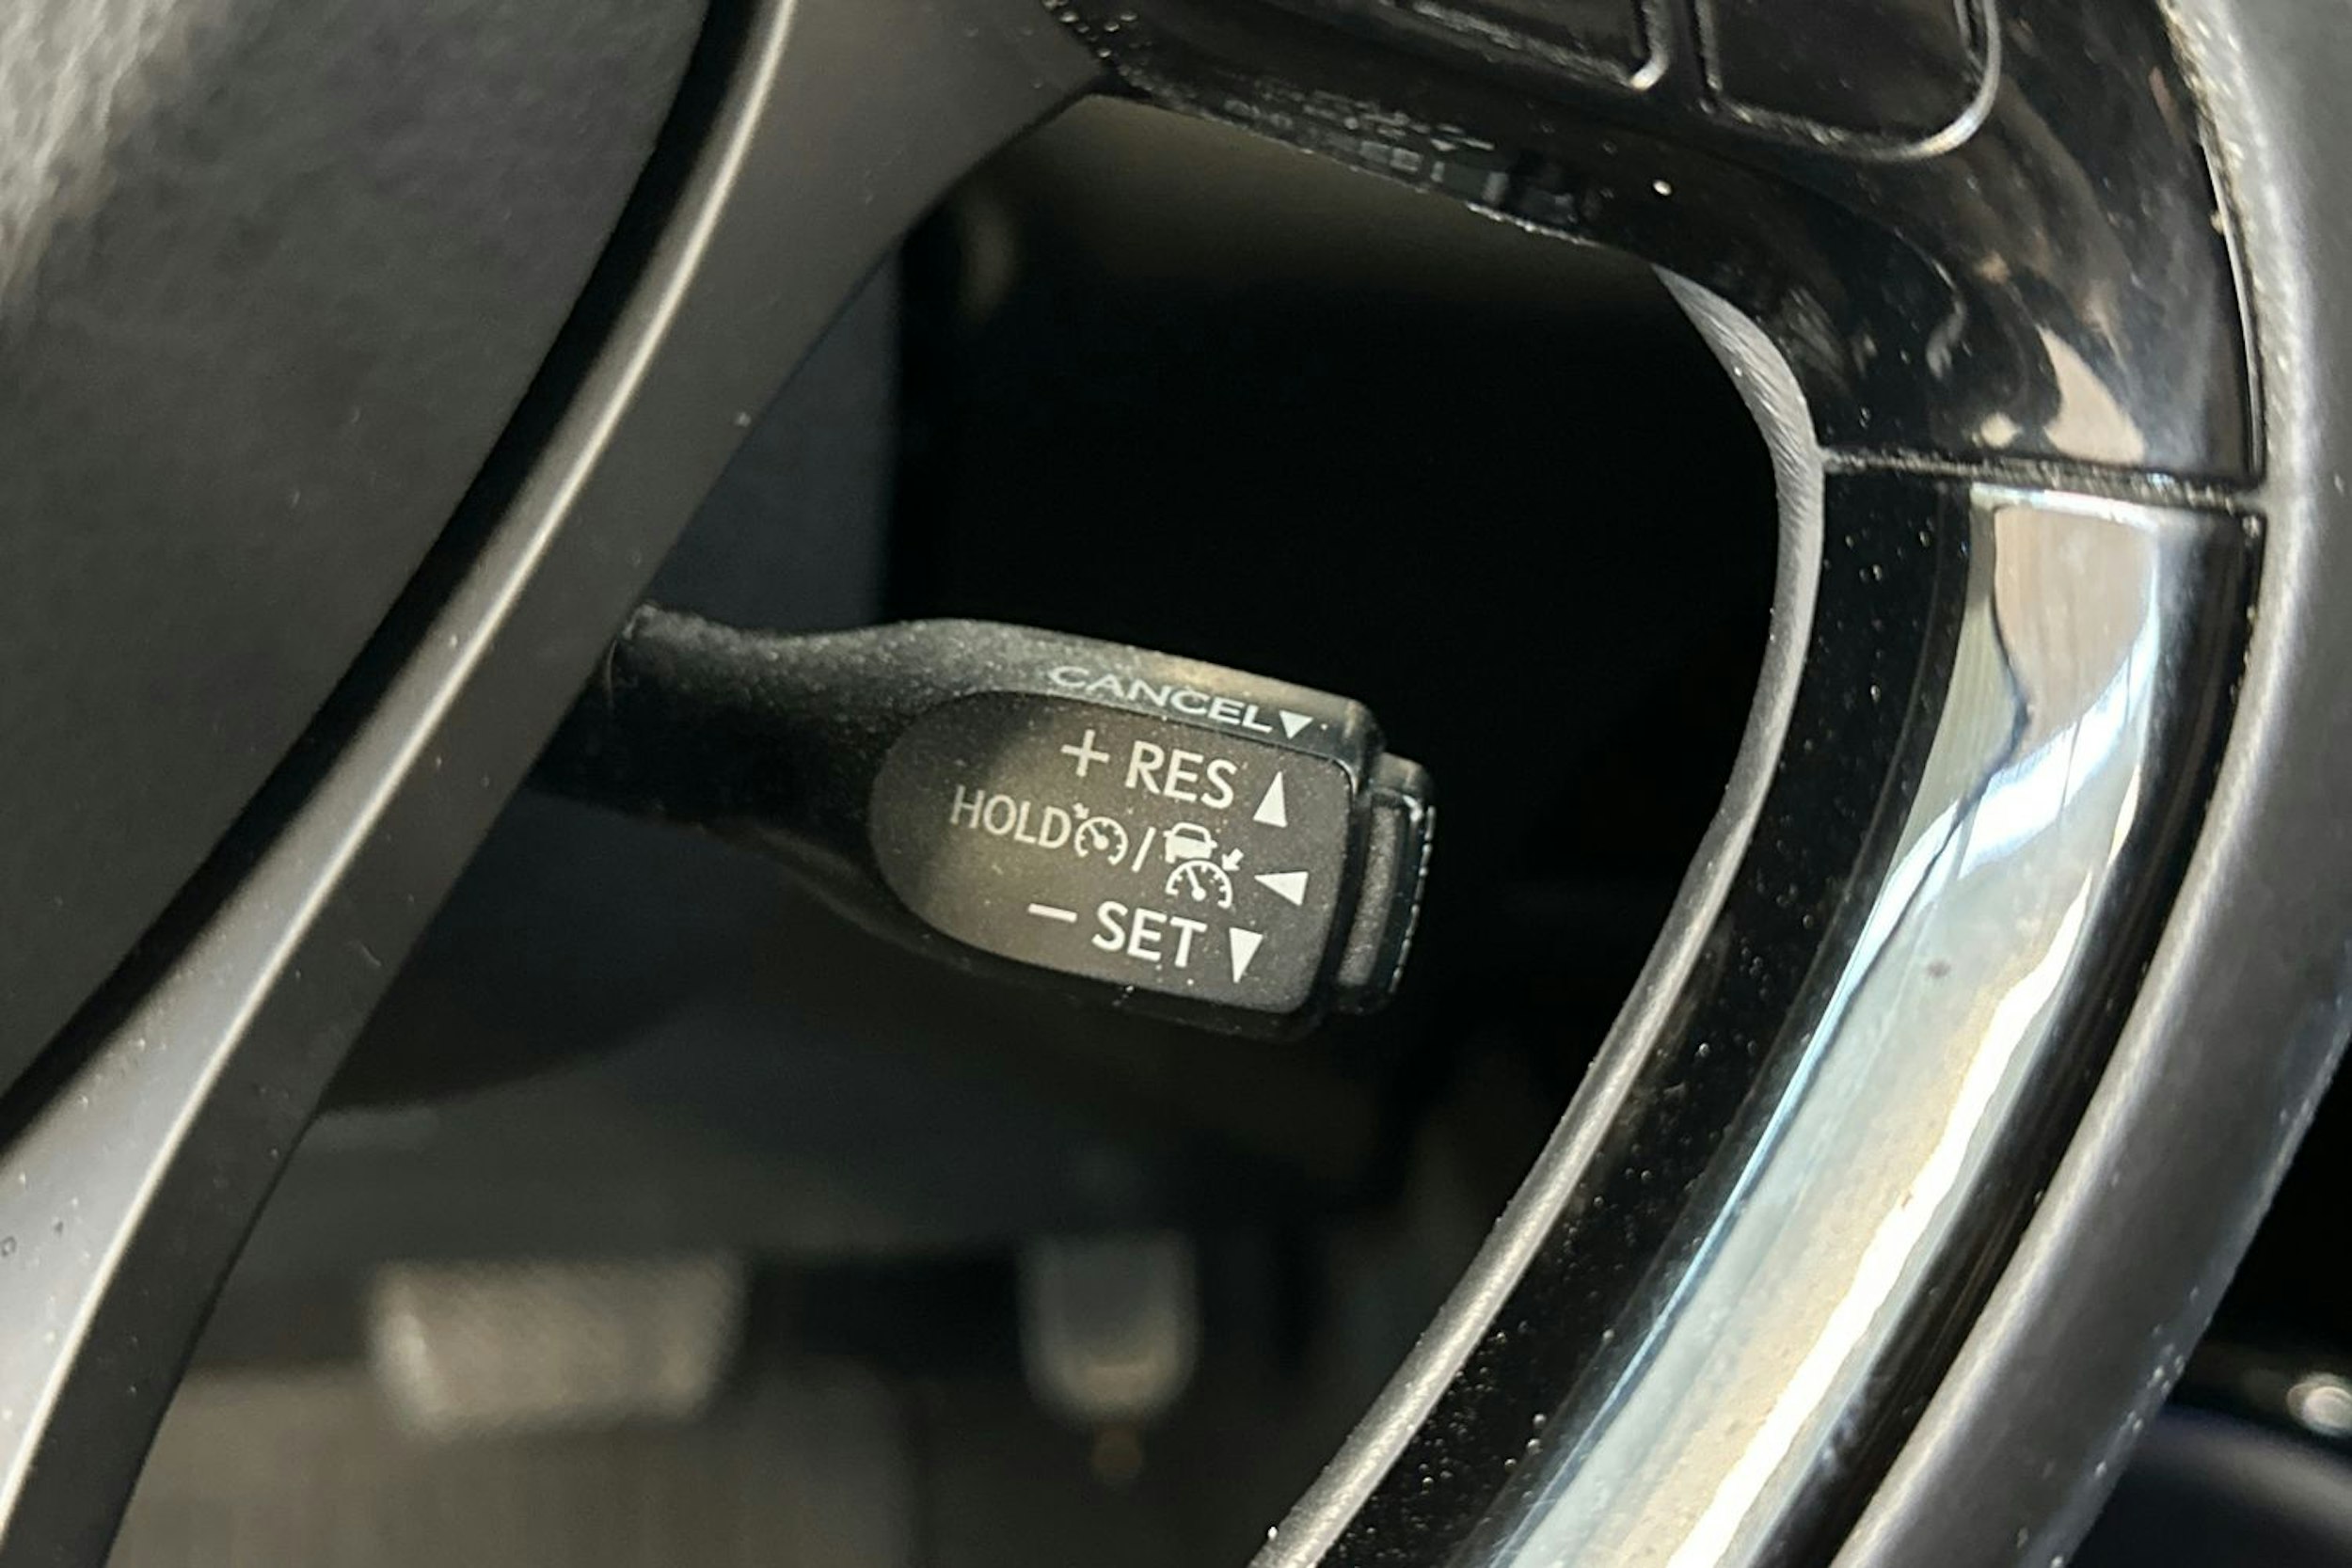 CANCEL▼
+ RES ▲
HOLD / ◀
− SET ▼